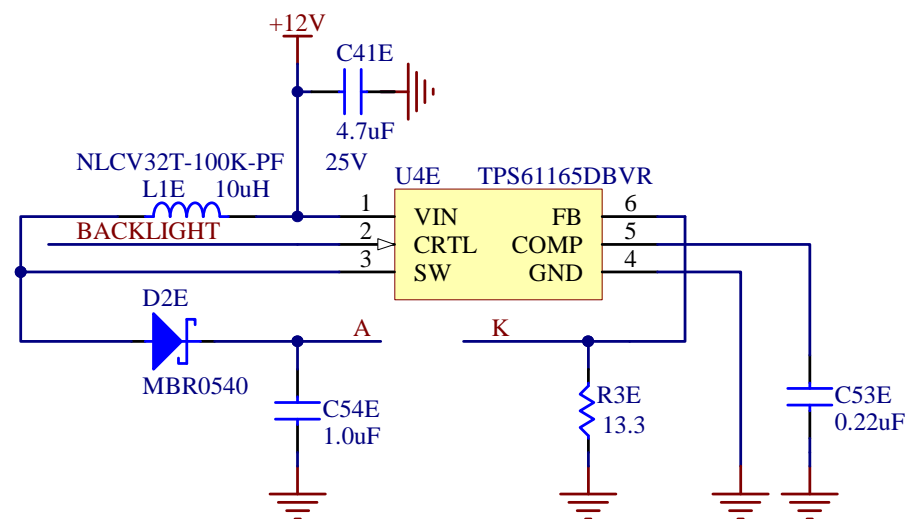 +12V
C41E
4.7uF
25V
NLCV32T-100K-PF
L1E 10uH
U4E TPS61165DBVR
BACKLIGHT
1 VIN FB 6
2 CRTL COMP 5
3 SW GND 4
D2E
MBR0540
A
K
C54E
1.0uF
R3E
13.3
C53E
0.22uF